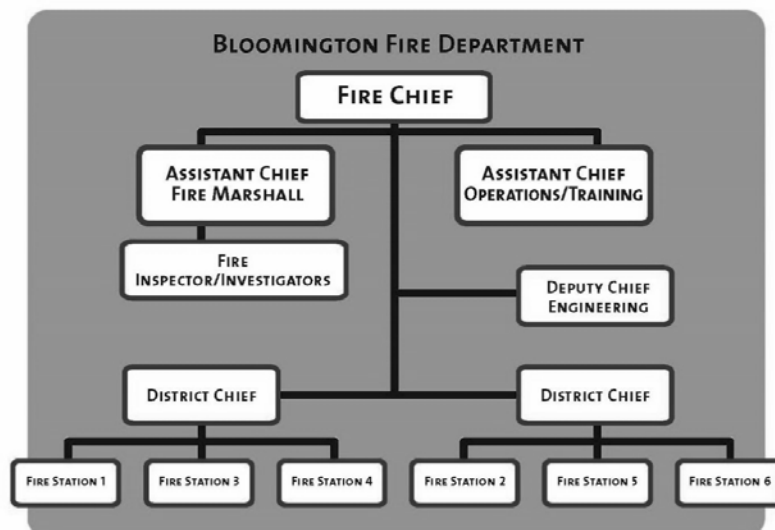 Bloomington Fire Department
Fire Chief
Assistant Chief
Fire Marshall
Assistant Chief
Operations/Training
Fire
Inspector/Investigators
Deputy Chief
Engineering
District Chief
District Chief
Fire Station 1
Fire Station 3
Fire Station 4
Fire Station 2
Fire Station 5
Fire Station 6